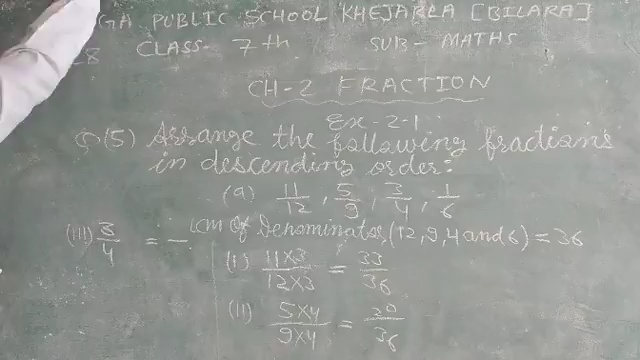 GA PUBLIC SCHOOL KHEJARLA [BILARA]
28 CLASS- 7th SUB- MATHS
CH-2 FRACTION
Ex-2-1
Q(5) Arrange the following fractions
in descending order:
(a) 11/12, 5/9, 3/4, 1/6
LCM of Denominator, (12, 9, 4 and 6) = 36
(i) 11×3/12×3 = 33/36
(ii) 5×4/9×4 = 20/36
(iii) 3/4 = —